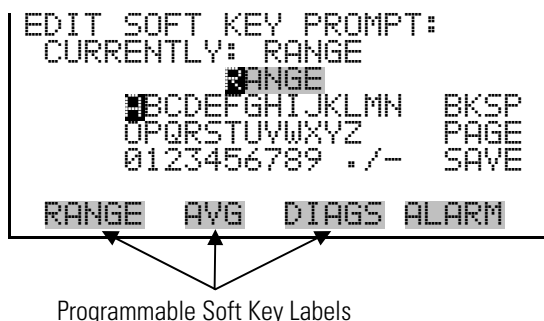 EDIT SOFT KEY PROMPT:
CURRENTLY: RANGE
RANGE
ABCDEFGHIJKLMN BKSP
OPQRSTUVWXYZ PAGE
0123456789 ./- SAVE
RANGE AVG DIAGS ALARM
Programmable Soft Key Labels